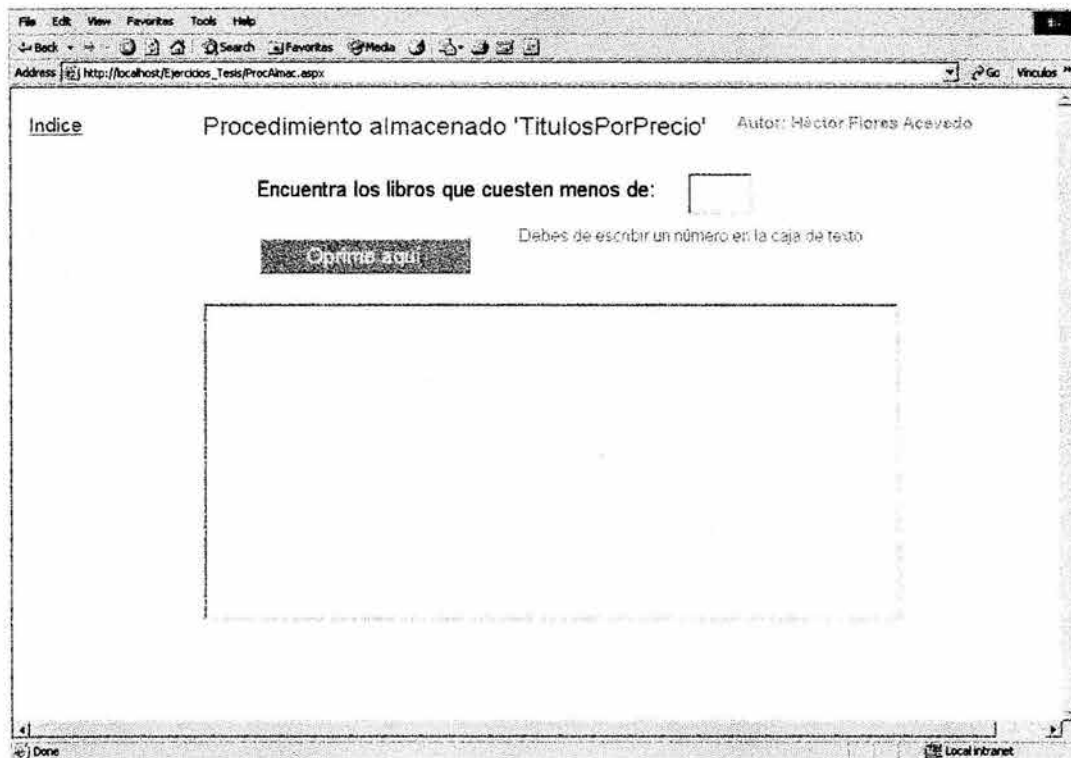 File Edit View Favorites Tools Help
Back Search Favorites Media
Address http://localhost/Ejercicios_Tesis/ProcAlmac.aspx Go Vinculos
Indice
Procedimiento almacenado 'TitulosPorPrecio'
Autor: Héctor Flores Acevedo
Encuentra los libros que cuesten menos de:
Debes de escribir un número en la caja de texto
Oprime aquí
Done
Local intranet